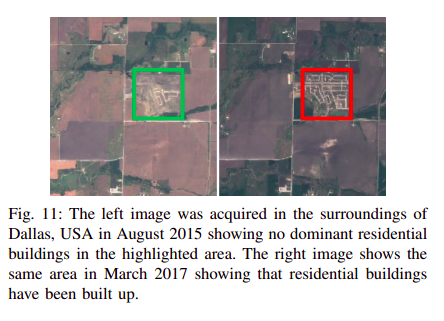 Fig. 11: The left image was acquired in the surroundings of
Dallas, USA in August 2015 showing no dominant residential
buildings in the highlighted area. The right image shows the
same area in March 2017 showing that residential buildings
have been built up.